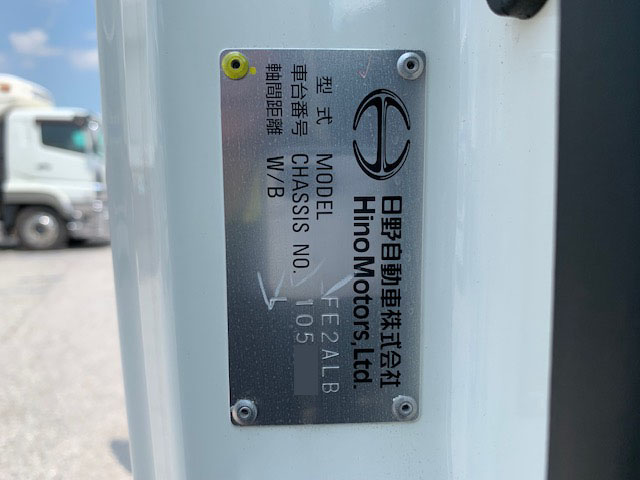 日野自動車株式会社
Hino Motors, Ltd.
型式 MODEL FE2ALB
車台番号 CHASSIS NO. 105
軸間距離 W/B L